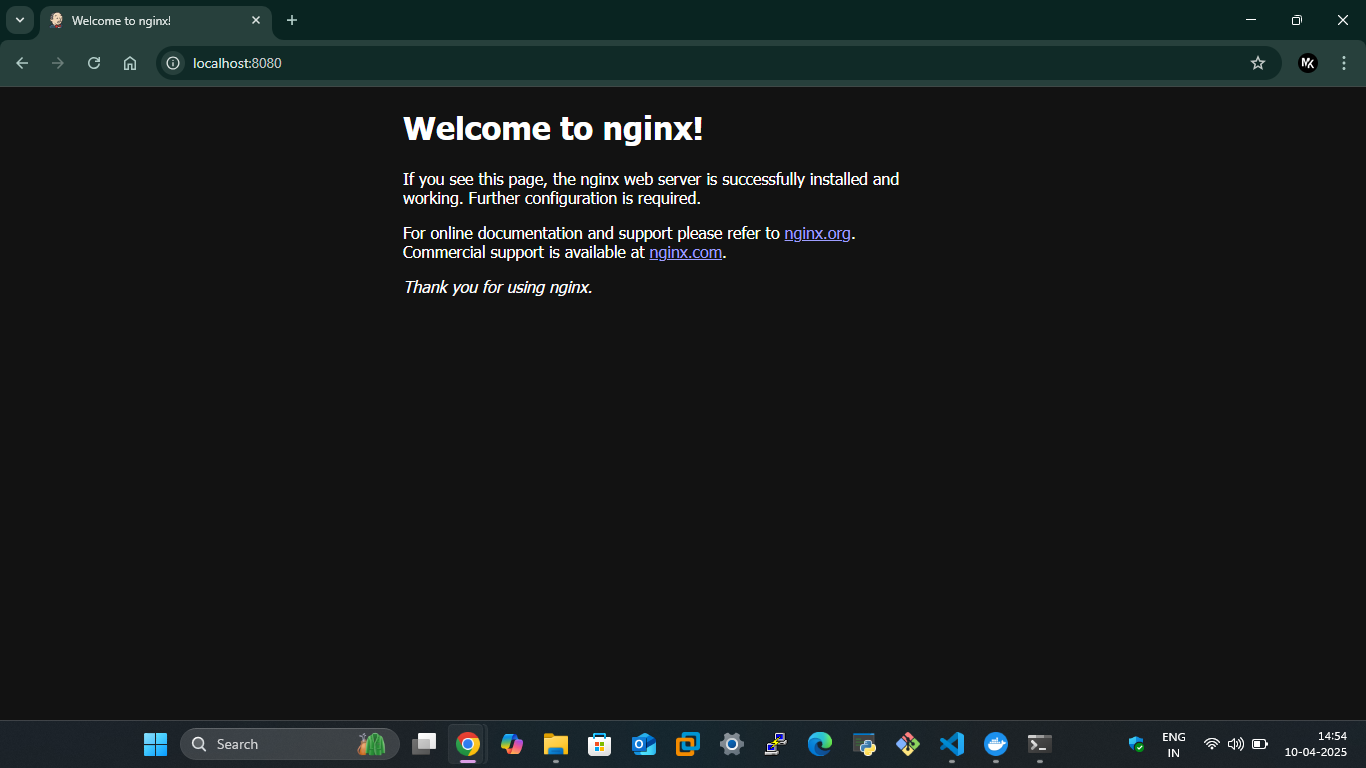 Welcome to nginx!
localhost:8080
MK
Welcome to nginx!
If you see this page, the nginx web server is successfully installed and
working. Further configuration is required.
For online documentation and support please refer to nginx.org.
Commercial support is available at nginx.com.
Thank you for using nginx.
Search
ENG
IN
14:54
10-04-2025